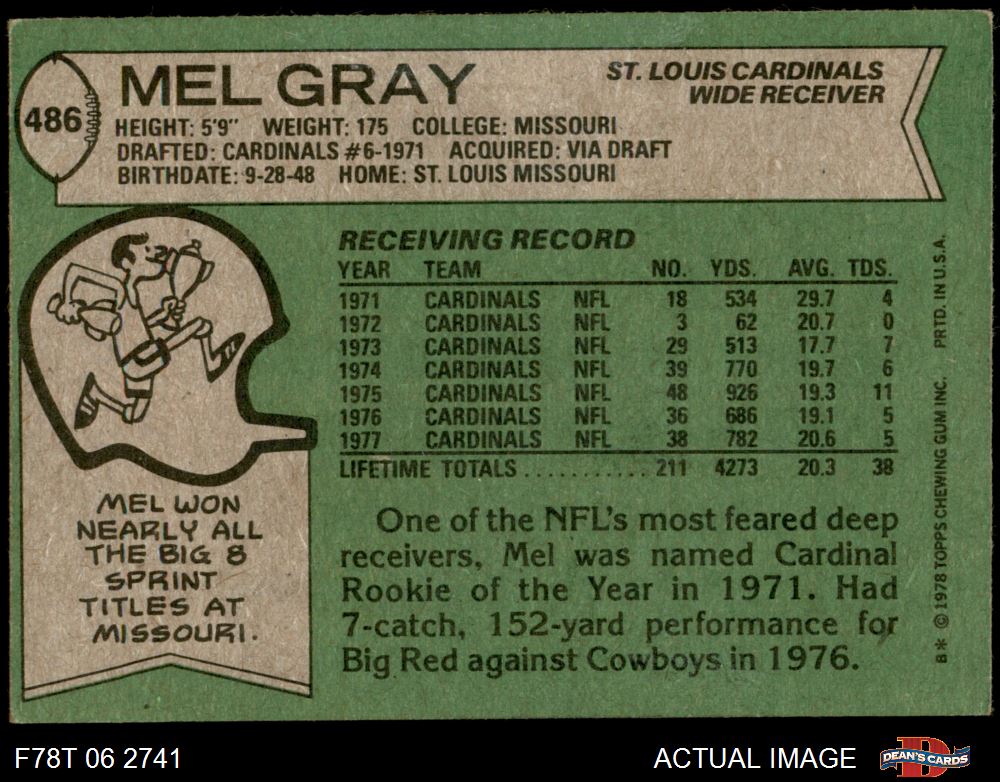 486
MEL GRAY
ST. LOUIS CARDINALS
WIDE RECEIVER
HEIGHT: 5'9" WEIGHT: 175 COLLEGE: MISSOURI
DRAFTED: CARDINALS #6-1971 ACQUIRED: VIA DRAFT
BIRTHDATE: 9-28-48 HOME: ST. LOUIS MISSOURI
RECEIVING RECORD
YEAR TEAM NO. YDS. AVG. TDS.
1971 CARDINALS NFL 18 534 29.7 4
1972 CARDINALS NFL 3 62 20.7 0
1973 CARDINALS NFL 29 513 17.7 7
1974 CARDINALS NFL 39 770 19.7 6
1975 CARDINALS NFL 48 926 19.3 11
1976 CARDINALS NFL 36 686 19.1 5
1977 CARDINALS NFL 38 782 20.6 5
LIFETIME TOTALS ........... 211 4273 20.3 38
MEL WON
NEARLY ALL
THE BIG 8
SPRINT
TITLES AT
MISSOURI.
One of the NFL's most feared deep
receivers, Mel was named Cardinal
Rookie of the Year in 1971. Had
7-catch, 152-yard performance for
Big Red against Cowboys in 1976.
B* © 1978 TOPPS CHEWING GUM INC. PRTD. IN U.S.A.
F78T 06 2741
ACTUAL IMAGE
D
DEAN'S CARDS